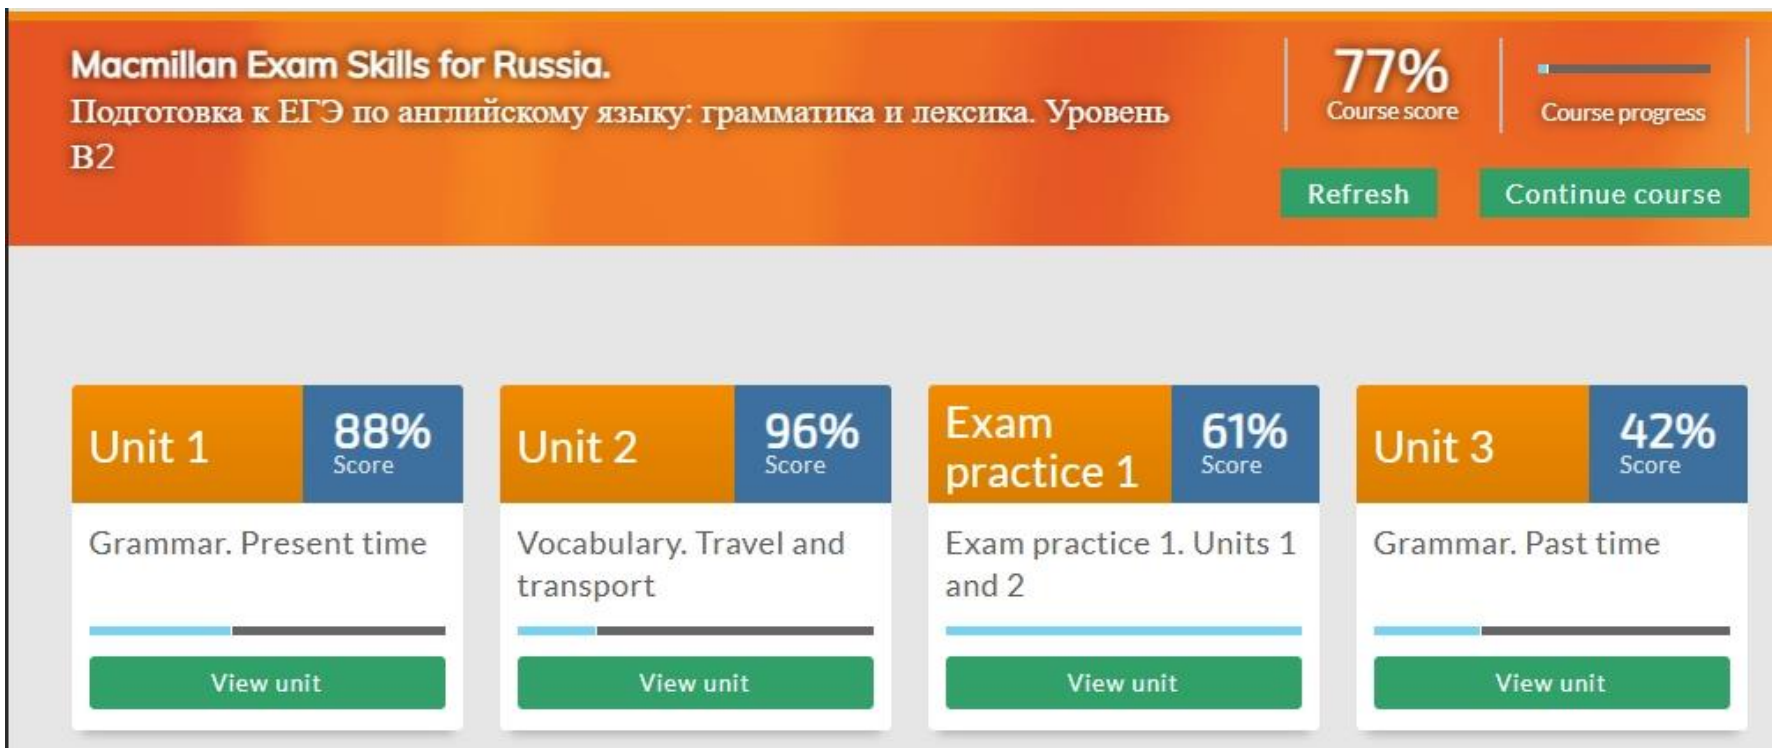 Macmillan Exam Skills for Russia.
Подготовка к ЕГЭ по английскому языку: грамматика и лексика. Уровень
B2
77%
Course score
Course progress
Refresh
Continue course
Unit 1
88%
Score
Grammar. Present time
View unit
Unit 2
96%
Score
Vocabulary. Travel and
transport
View unit
Exam
practice 1
61%
Score
Exam practice 1. Units 1
and 2
View unit
Unit 3
42%
Score
Grammar. Past time
View unit